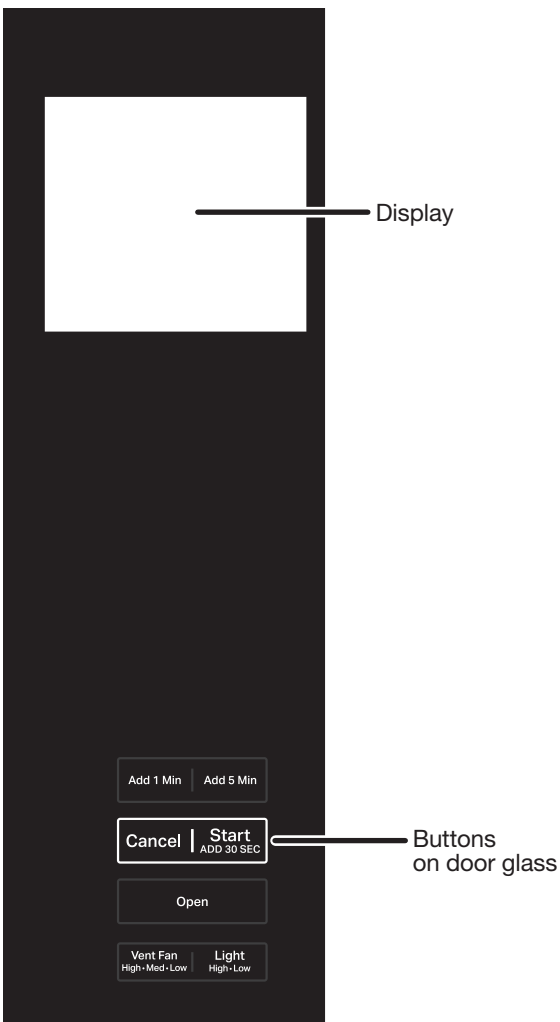 Display
Add 1 Min Add 5 Min
Cancel Start
ADD 30 SEC
Buttons
on door glass
Open
Vent Fan Light
High•Med•Low High•Low